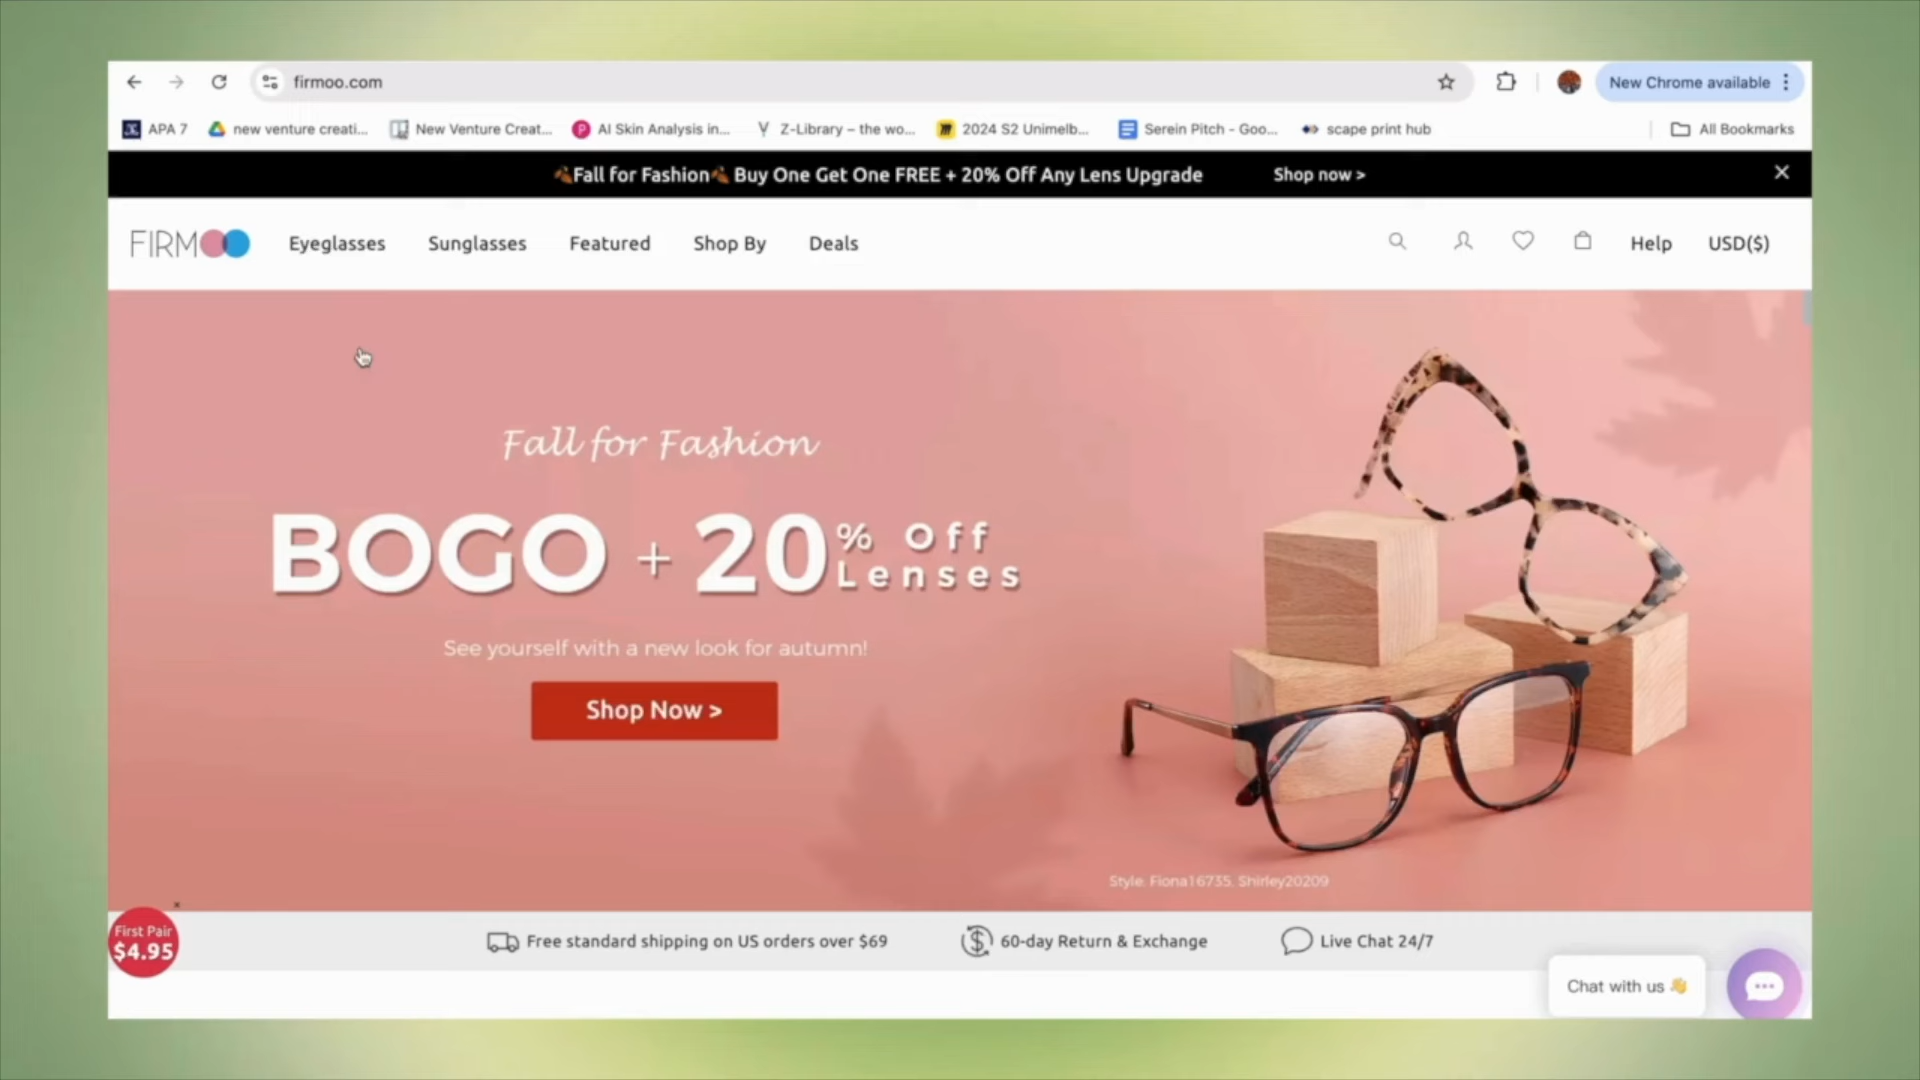 firmoo.com
New Chrome available
APA 7
new venture creati...
New Venture Creat...
AI Skin Analysis in...
Z-Library – the wo...
2024 S2 Unimelb...
Serein Pitch - Goo...
scape print hub
All Bookmarks
Fall for Fashion Buy One Get One FREE + 20% Off Any Lens Upgrade
Shop now >
FIRMOO
Eyeglasses
Sunglasses
Featured
Shop By
Deals
Help
USD($)
Fall for Fashion
BOGO + 20% Off
Lenses
See yourself with a new look for autumn!
Shop Now >
Style: Fiona16735, Shirley20209
First Pair
$4.95
Free standard shipping on US orders over $69
60-day Return & Exchange
Live Chat 24/7
Chat with us